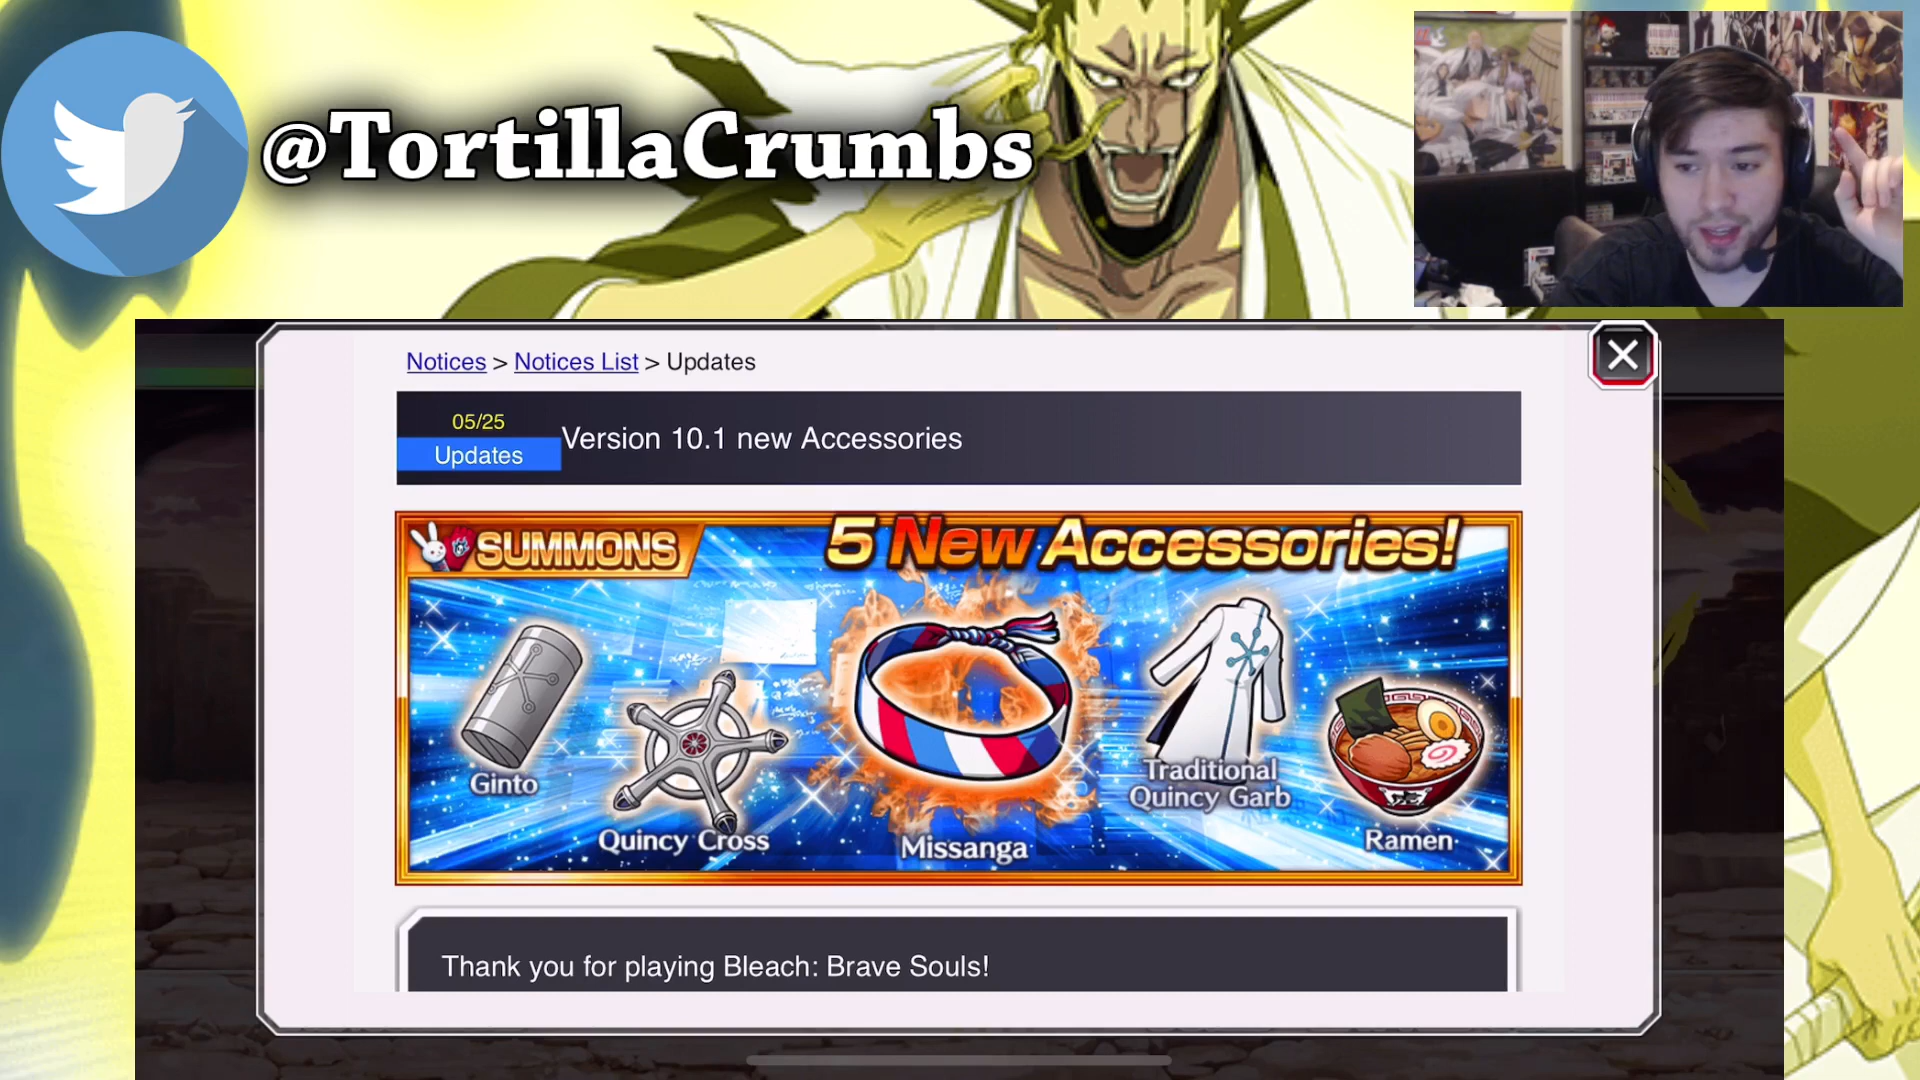 @TortillaCrumbs
Notices > Notices List > Updates
05/25
Updates
Version 10.1 new Accessories
SUMMONS
5 New Accessories!
Ginto
Quincy Cross
Missanga
Traditional
Quincy Garb
Ramen
Thank you for playing Bleach: Brave Souls!